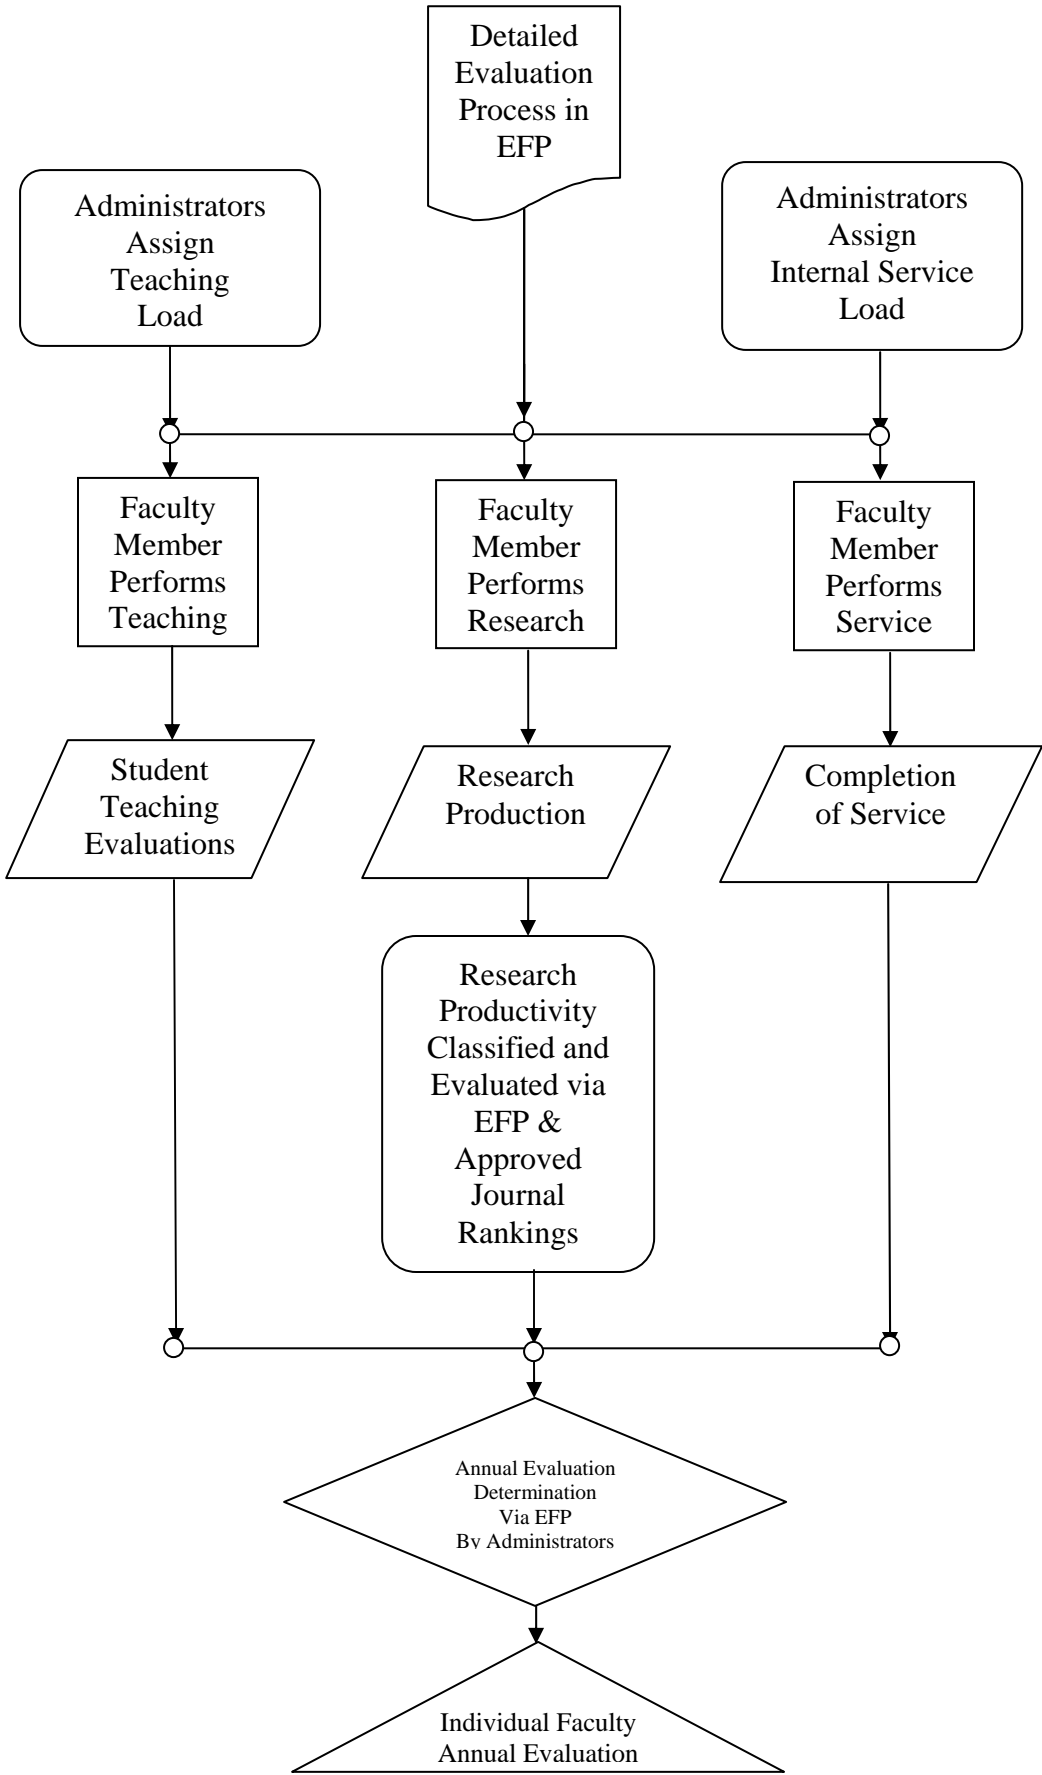 Detailed
Evaluation
Process in
EFP
Administrators
Assign
Teaching
Load
Administrators
Assign
Internal Service
Load
Faculty
Member
Performs
Teaching
Faculty
Member
Performs
Research
Faculty
Member
Performs
Service
Student
Teaching
Evaluations
Research
Production
Completion
of Service
Research
Productivity
Classified and
Evaluated via
EFP &
Approved
Journal
Rankings
Annual Evaluation
Determination
Via EFP
By Administrators
Individual Faculty
Annual Evaluation